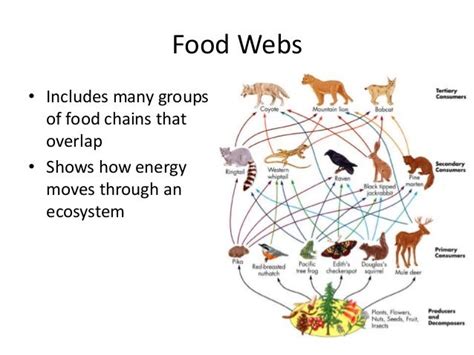 Food Webs
• Includes many groups
of food chains that
overlap
• Shows how energy
moves through an
ecosystem
Tertiary
Consumers
Coyote
Mountain lion
Bobcat
Secondary
Consumers
Ringtail
Western
whiptail
Raven
Black tipped
jackrabbit
Pine
marten
Primary
Consumers
Pika
Red-breasted
nuthatch
Pacific
tree frog
Edith's
checkerspot
Douglas's
squirrel
Mule deer
Plants, Flowers,
Nuts, Seeds, Fruit,
Insects
Producers
and
Decomposers